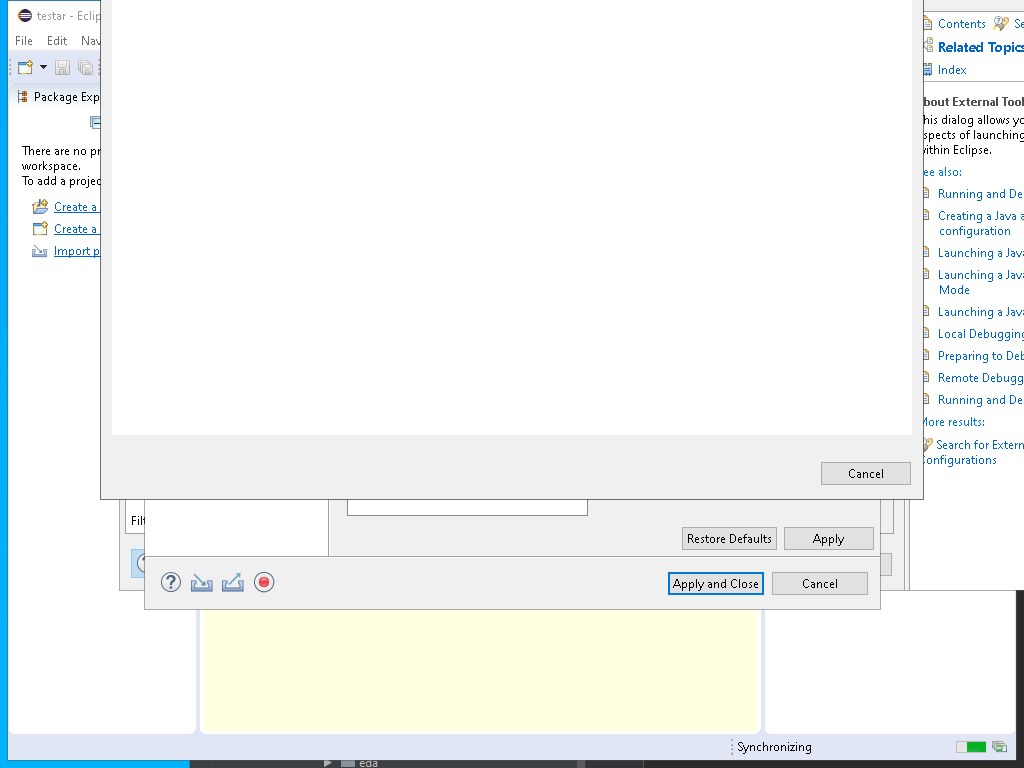 testar - Eclip
File Edit Nav
Package Exp
There are no pr
workspace.
To add a projec
Create a
Create a
Import p
Contents Se
Related Topics
Index
bout External Tool
his dialog allows yo
spects of launching
ithin Eclipse.
ee also:
Running and De
Creating a Java a
configuration
Launching a Java
Launching a Java
Mode
Launching a Java
Local Debugging
Preparing to Deb
Remote Debugg
Running and De
More results:
Search for Extern
Configurations
Cancel
Filt
Restore Defaults Apply
Apply and Close Cancel
Synchronizing
eda